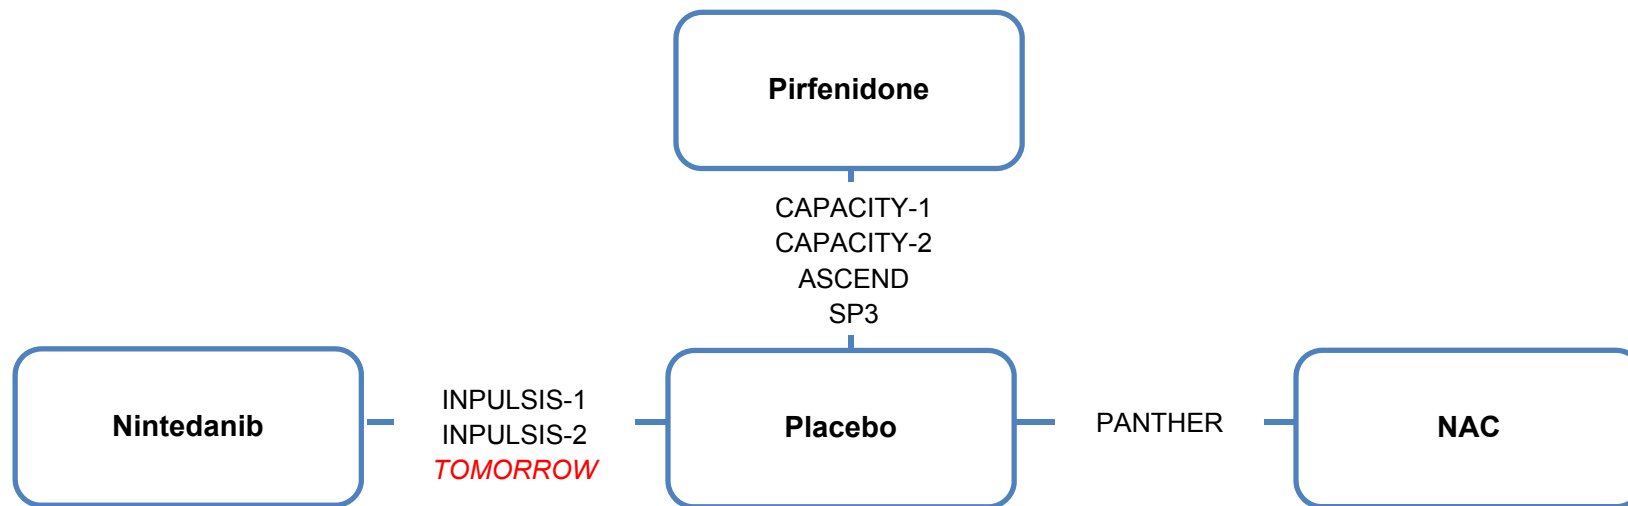 Pirfenidone
CAPACITY-1
CAPACITY-2
ASCEND
SP3
Nintedanib
INPULSIS-1
INPULSIS-2
TOMORROW
Placebo
PANTHER
NAC